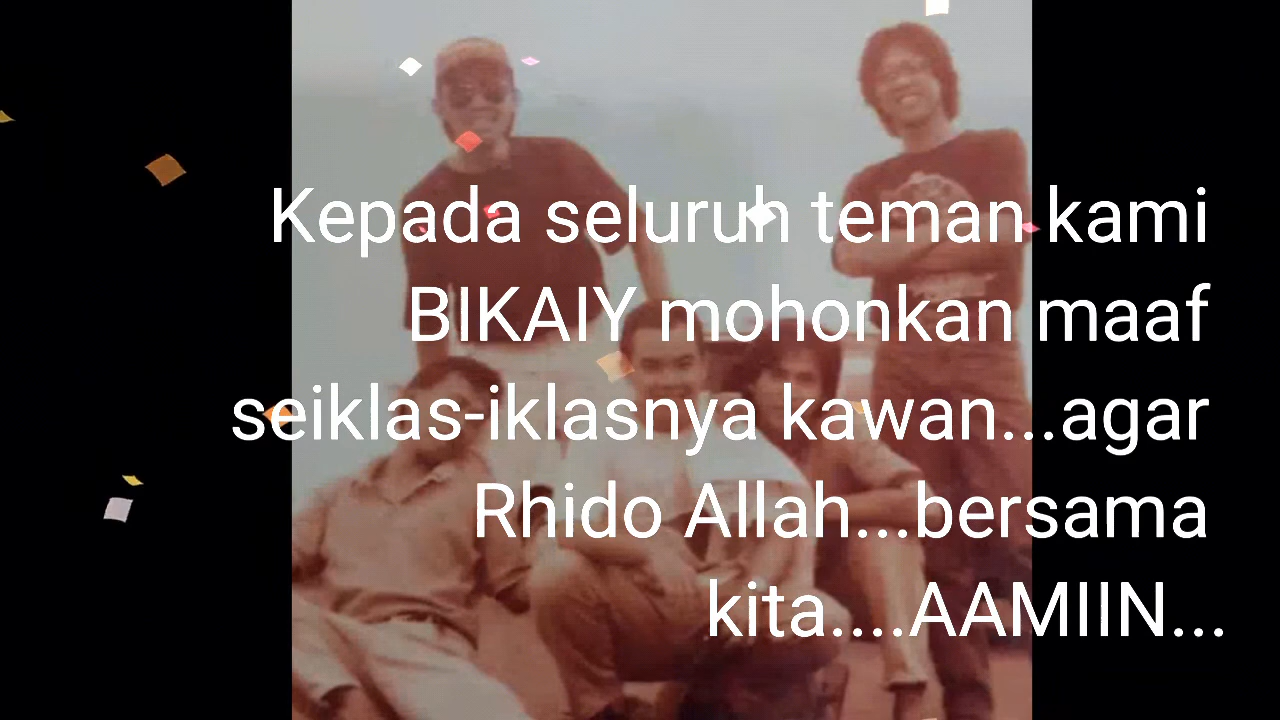 Kepada seluruh teman kami
BIKAIY mohonkan maaf
seiklas-iklasnya kawan...agar
Rhido Allah...bersama
kita....AAMIIN...